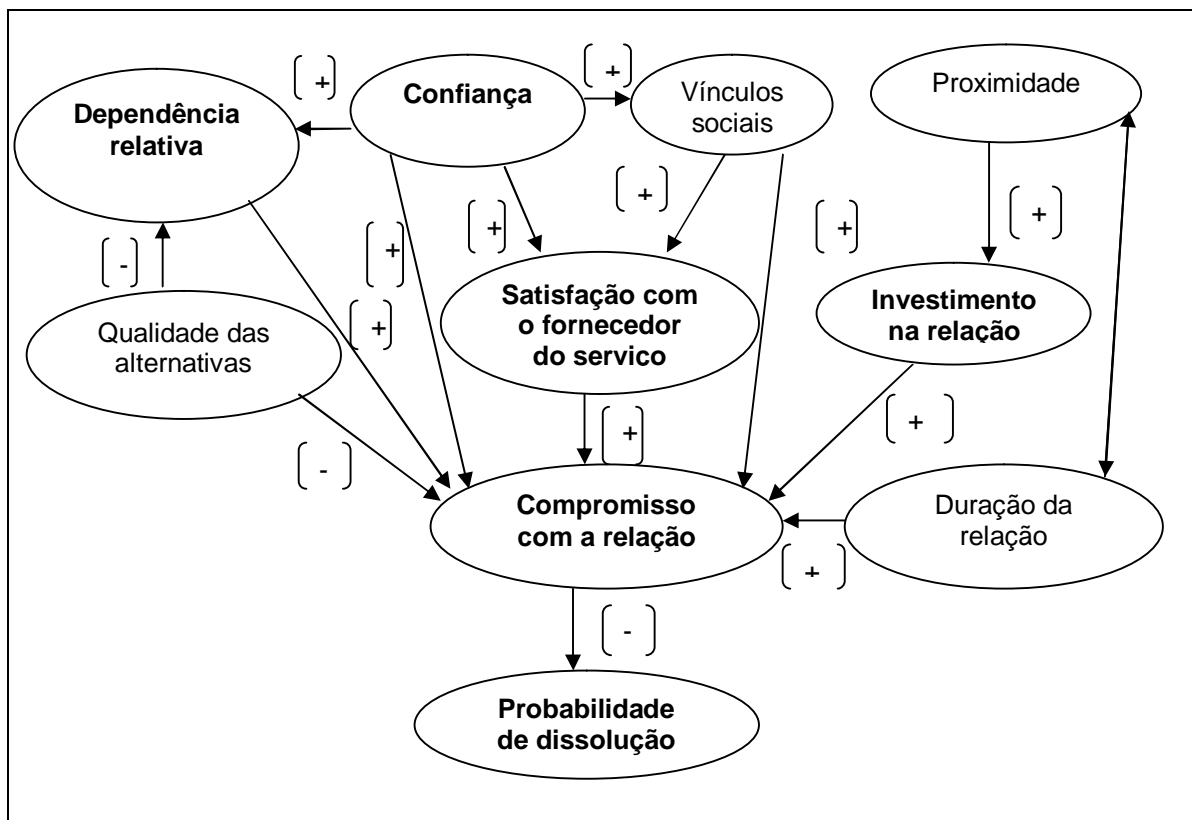 [ + ]
[ + ]
Confiança
Vínculos
sociais
Proximidade
Dependência
relativa
[ + ]
[ + ]
[ + ]
[ + ]
[ + ]
[ - ]
Satisfação com
o fornecedor
do servico
Investimento
na relação
Qualidade das
alternativas
[ + ]
[ + ]
[ + ]
[ - ]
Compromisso
com a relação
Duração da
relação
[ + ]
[ - ]
Probabilidade
de dissolução